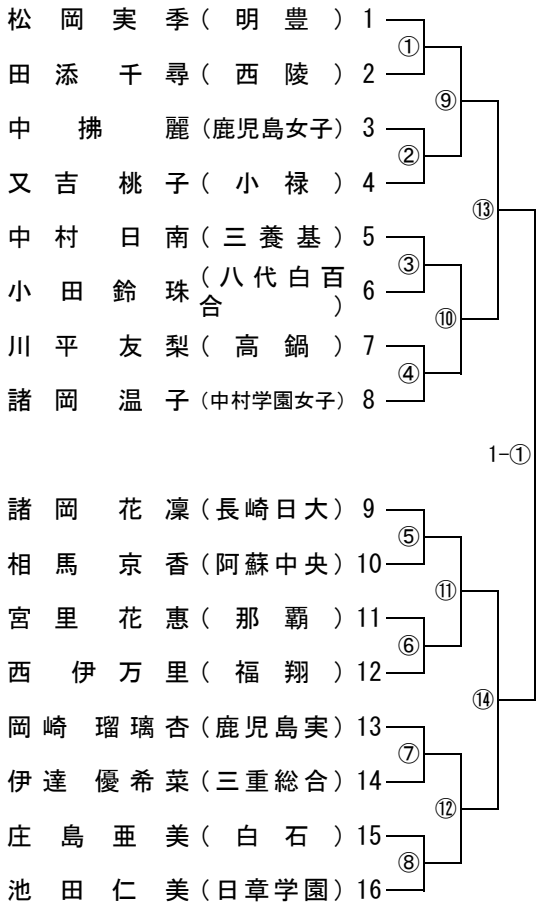 松岡実季(明豊) 1
①
田添千尋(西陵) 2
⑨
中拂麗(鹿児島女子) 3
②
又吉桃子(小禄) 4
⑬
中村日南(三養基) 5
③
小田鈴珠(八代白百合) 6
⑩
川平友梨(高鍋) 7
④
諸岡温子(中村学園女子) 8
1-①
諸岡花凜(長崎日大) 9
⑤
相馬京香(阿蘇中央) 10
⑪
宮里花惠(那覇) 11
⑥
西伊万里(福翔) 12
⑭
岡崎瑠璃杏(鹿児島実) 13
⑦
伊達優希菜(三重総合) 14
⑫
庄島亜美(白石) 15
⑧
池田仁美(日章学園) 16